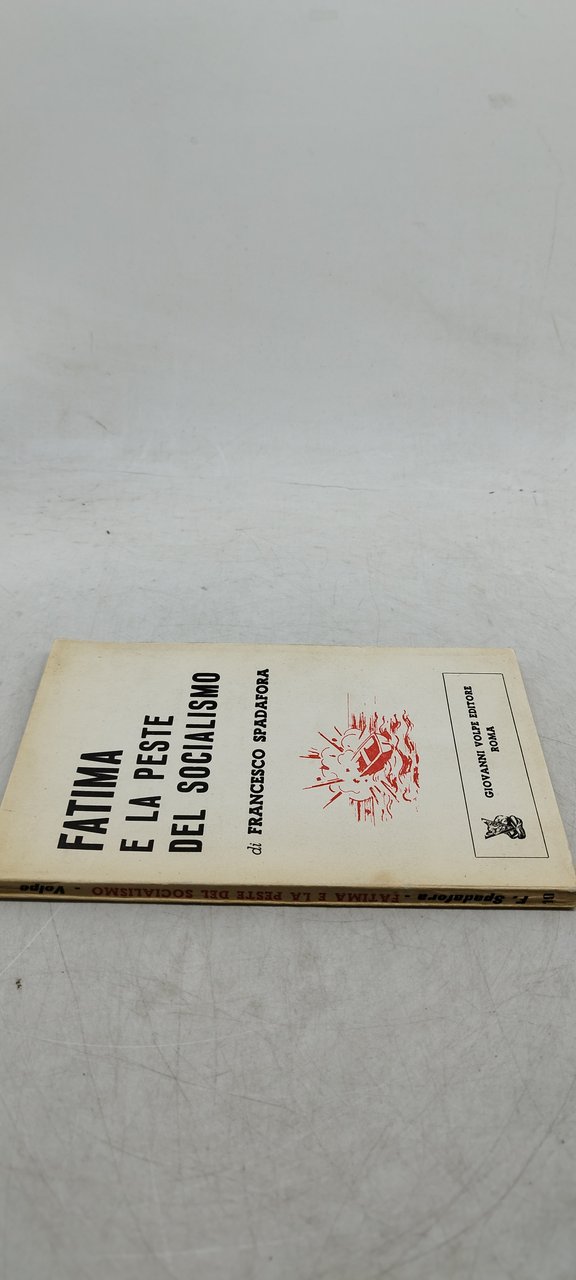 FATIMA
E LA PESTE
DEL SOCIALISMO
di FRANCESCO SPADAFORA
GIOVANNI VOLPE EDITORE
ROMA
10 F. Spadafora - FATIMA E LA PESTE DEL SOCIALISMO - Volpe